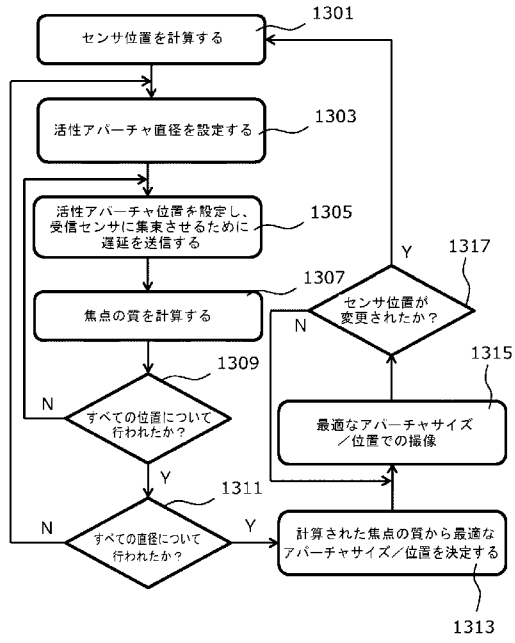 1301
センサ位置を計算する
1303
活性アパーチャ直径を設定する
1305
活性アパーチャ位置を設定し、
受信センサに集束させるために
遅延を送信する
1307
焦点の質を計算する
1309
N
すべての位置について
行われたか？
Y
1311
N
すべての直径について
行われたか？
Y
計算された焦点の質から最適な
アパーチャサイズ／位置を決定する
1313
1315
最適なアパーチャサイズ
／位置での撮像
1317
Y
N
センサ位置が
変更されたか？